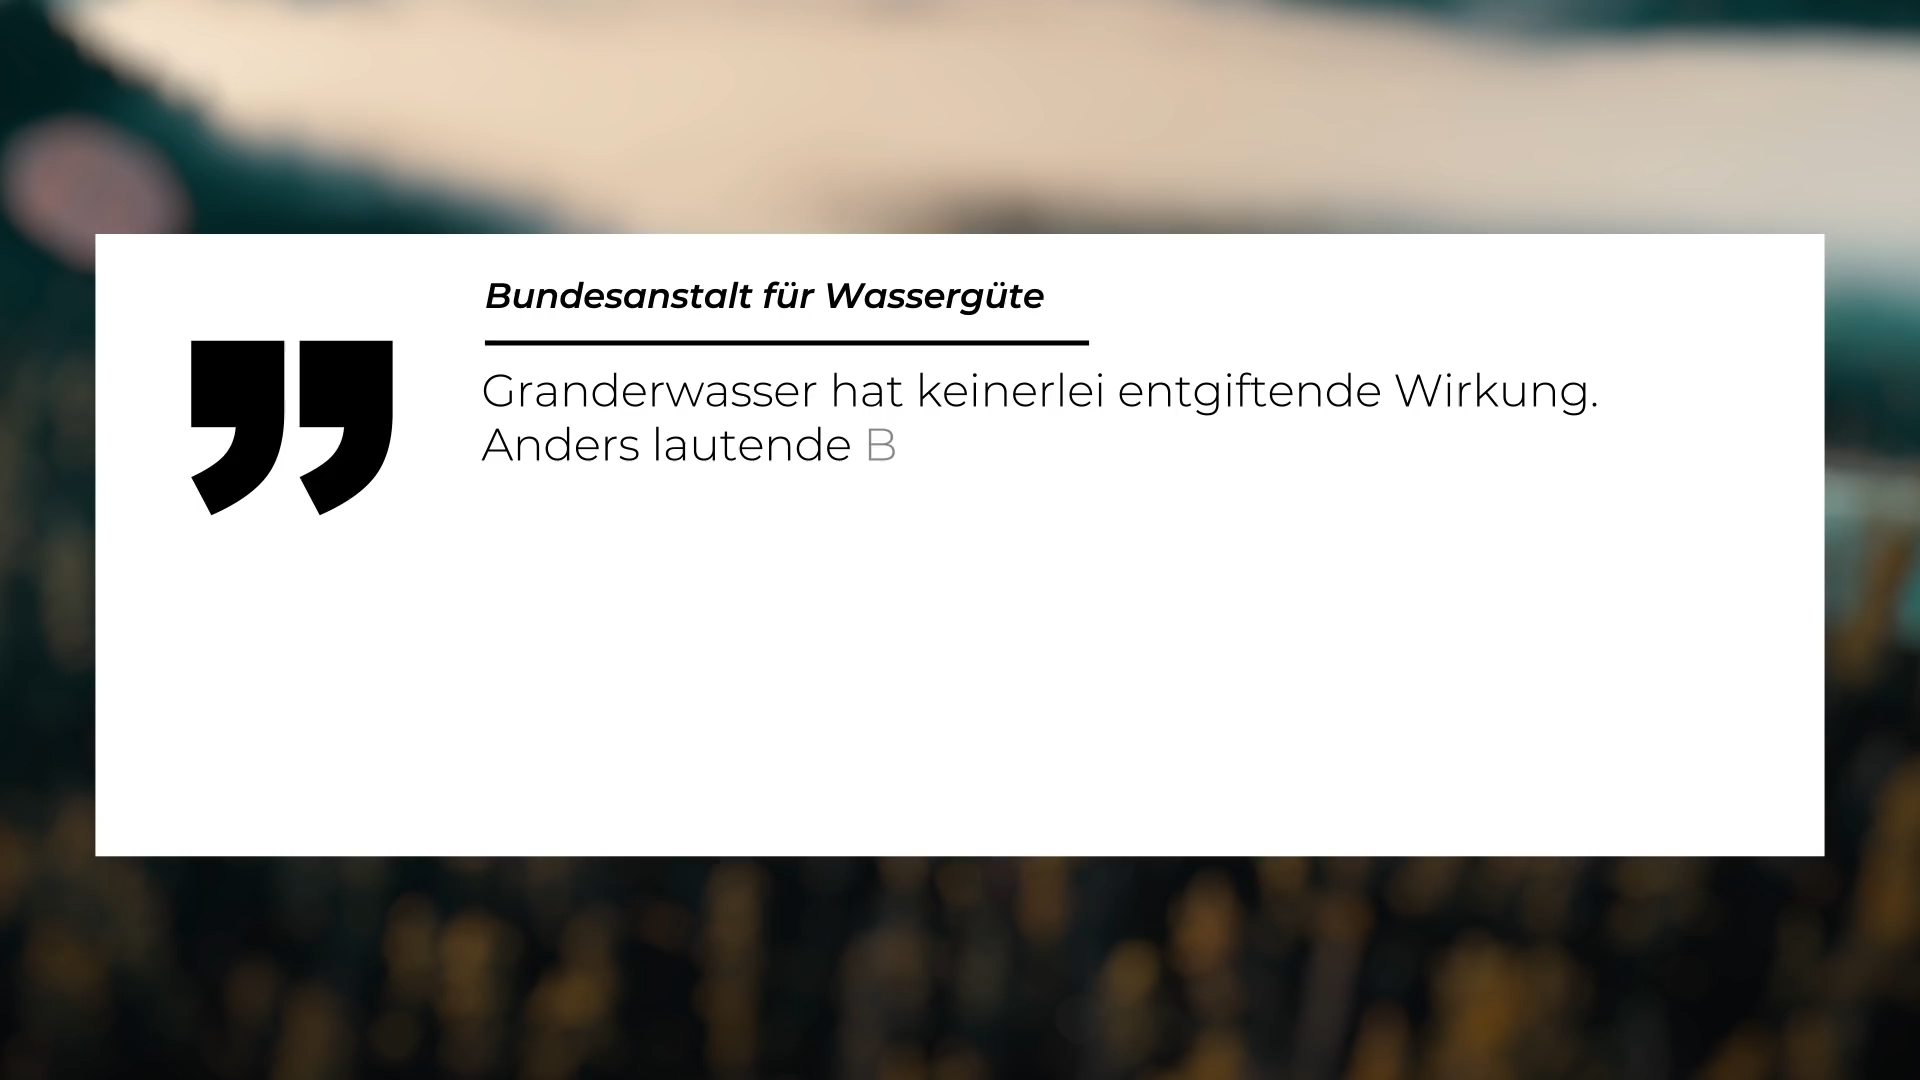 Bundesanstalt für Wassergüte
Granderwasser hat keinerlei entgiftende Wirkung.
Anders lautende B